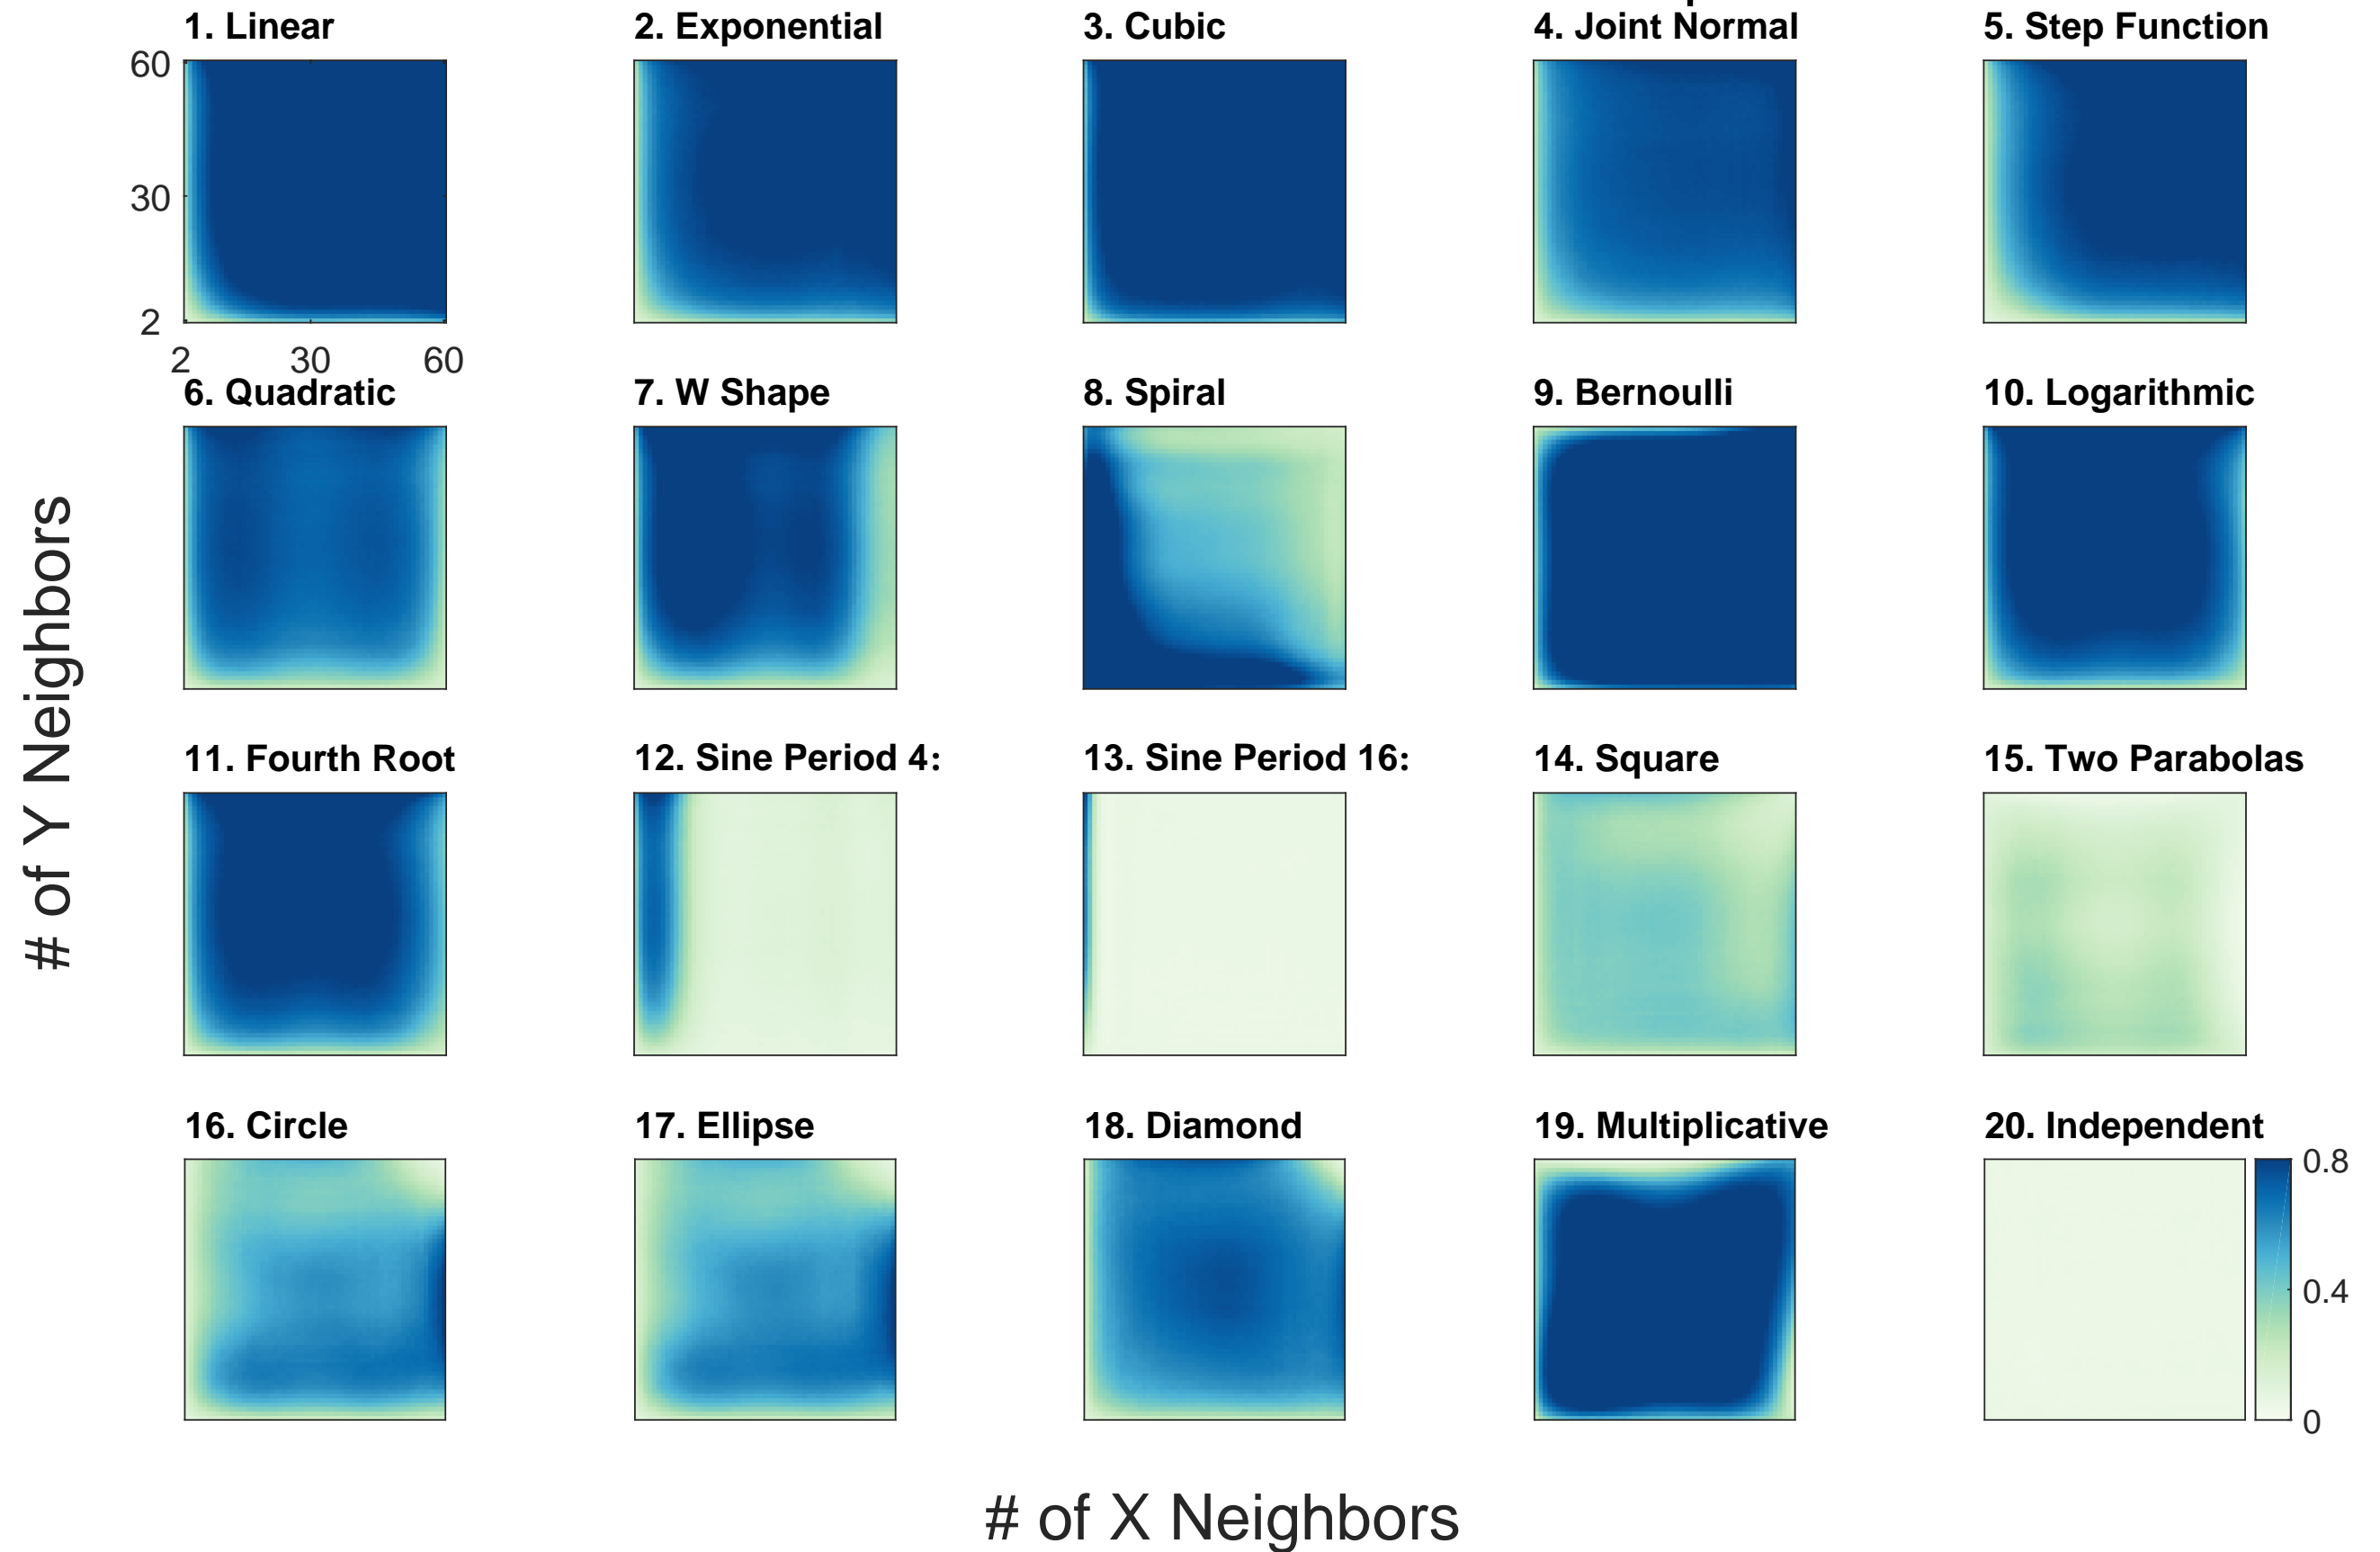 1. Linear
2. Exponential
3. Cubic
4. Joint Normal
5. Step Function
60
30
2
2 30 60
6. Quadratic
7. W Shape
8. Spiral
9. Bernoulli
10. Logarithmic
# of Y Neighbors
11. Fourth Root
12. Sine Period 4:
13. Sine Period 16:
14. Square
15. Two Parabolas
16. Circle
17. Ellipse
18. Diamond
19. Multiplicative
20. Independent
0.8
0.4
0
# of X Neighbors